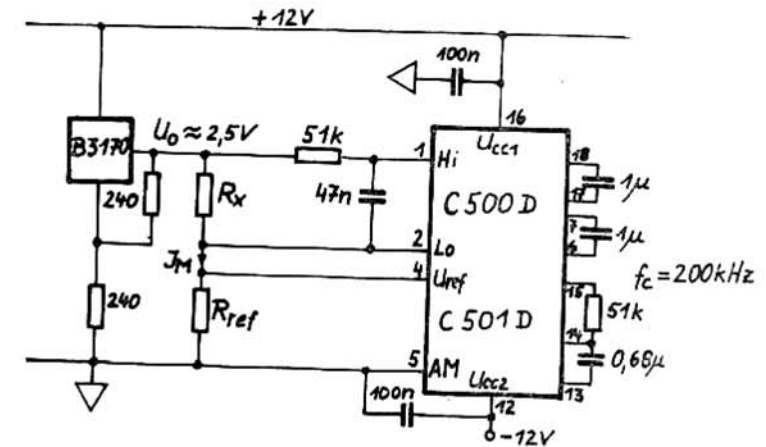 +12V
100n
16
B3170
U₀ ≈ 2,5V
51k
1
Hi
Ucc1
18
17
1µ
240
Rx
47n
C500D
7
1µ
2
Lo
JM
4
Uref
fc = 200kHz
15
240
Rref
C501D
51k
14
0,68µ
5
AM
Ucc2
13
100n
12
-12V